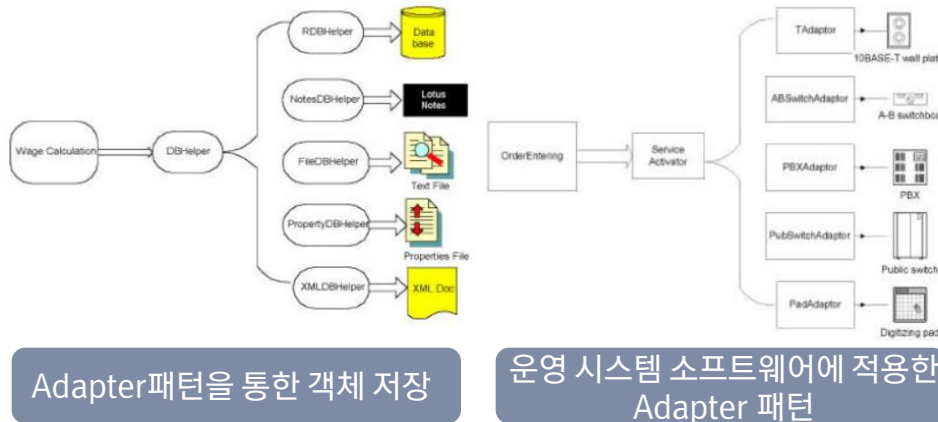 Wage Calculation
DBHelper
RDBHelper
Data
base
NotesDBHelper
Lotus
Notes
FileDBHelper
Text File
PropertyDBHelper
Properties File
XMLDBHelper
XML Doc
Adapter패턴을 통한 객체 저장
OrderEntering
Service
Activator
TAdaptor
10BASE-T wall plat
ABSwitchAdaptor
A-B switchbox
PBXAdaptor
PBX
PubSwitchAdaptor
Public switch
PadAdaptor
Digitizing pad
운영 시스템 소프트웨어에 적용한
Adapter 패턴